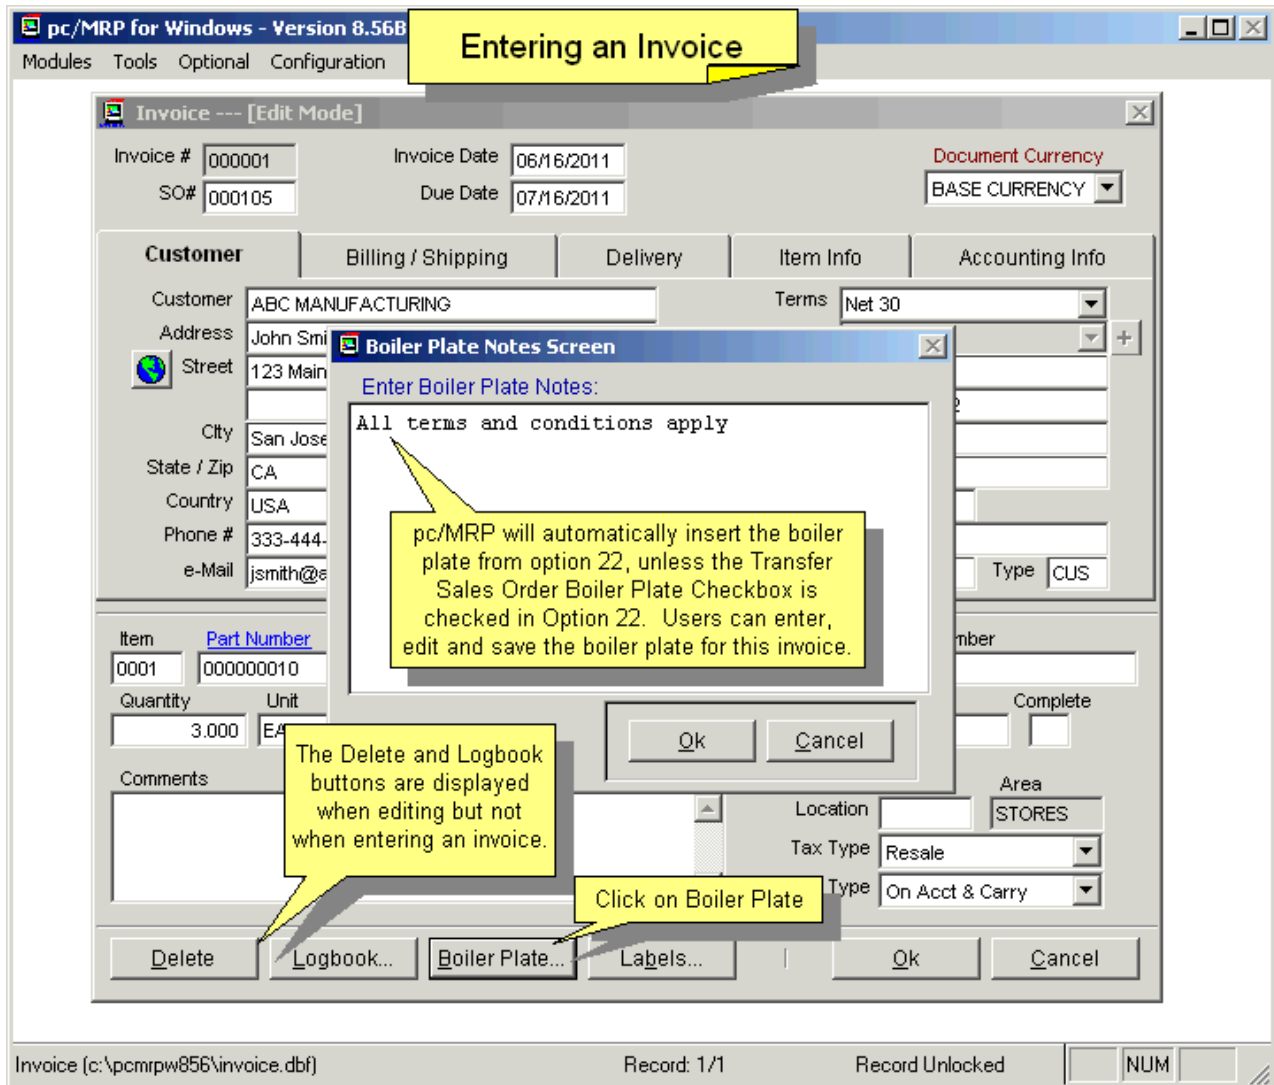 pc/MRP for Windows - Version 8.56B
Entering an Invoice
Modules Tools Optional Configuration
Invoice --- [Edit Mode]
Invoice # 000001 Invoice Date 06/16/2011 Document Currency
SO# 000105 Due Date 07/16/2011 BASE CURRENCY
Customer Billing / Shipping Delivery Item Info Accounting Info
Customer ABC MANUFACTURING Terms Net 30
Address John Smi
Street 123 Main
City San Jose
State / Zip CA
Country USA
Phone # 333-444-
e-Mail jsmith@a Type CUS
Boiler Plate Notes Screen
Enter Boiler Plate Notes:
All terms and conditions apply
pc/MRP will automatically insert the boiler
plate from option 22, unless the Transfer
Sales Order Boiler Plate Checkbox is
checked in Option 22. Users can enter,
edit and save the boiler plate for this invoice.
Ok Cancel
Item Part Number mber
0001 000000010
Quantity Unit Complete
3.000 EA
The Delete and Logbook
buttons are displayed
when editing but not
when entering an invoice.
Comments Area
Location STORES
Tax Type Resale
Type On Acct & Carry
Click on Boiler Plate
Delete Logbook... Boiler Plate... Labels... Ok Cancel
Invoice (c:\pcmrpw856\invoice.dbf) Record: 1/1 Record Unlocked NUM